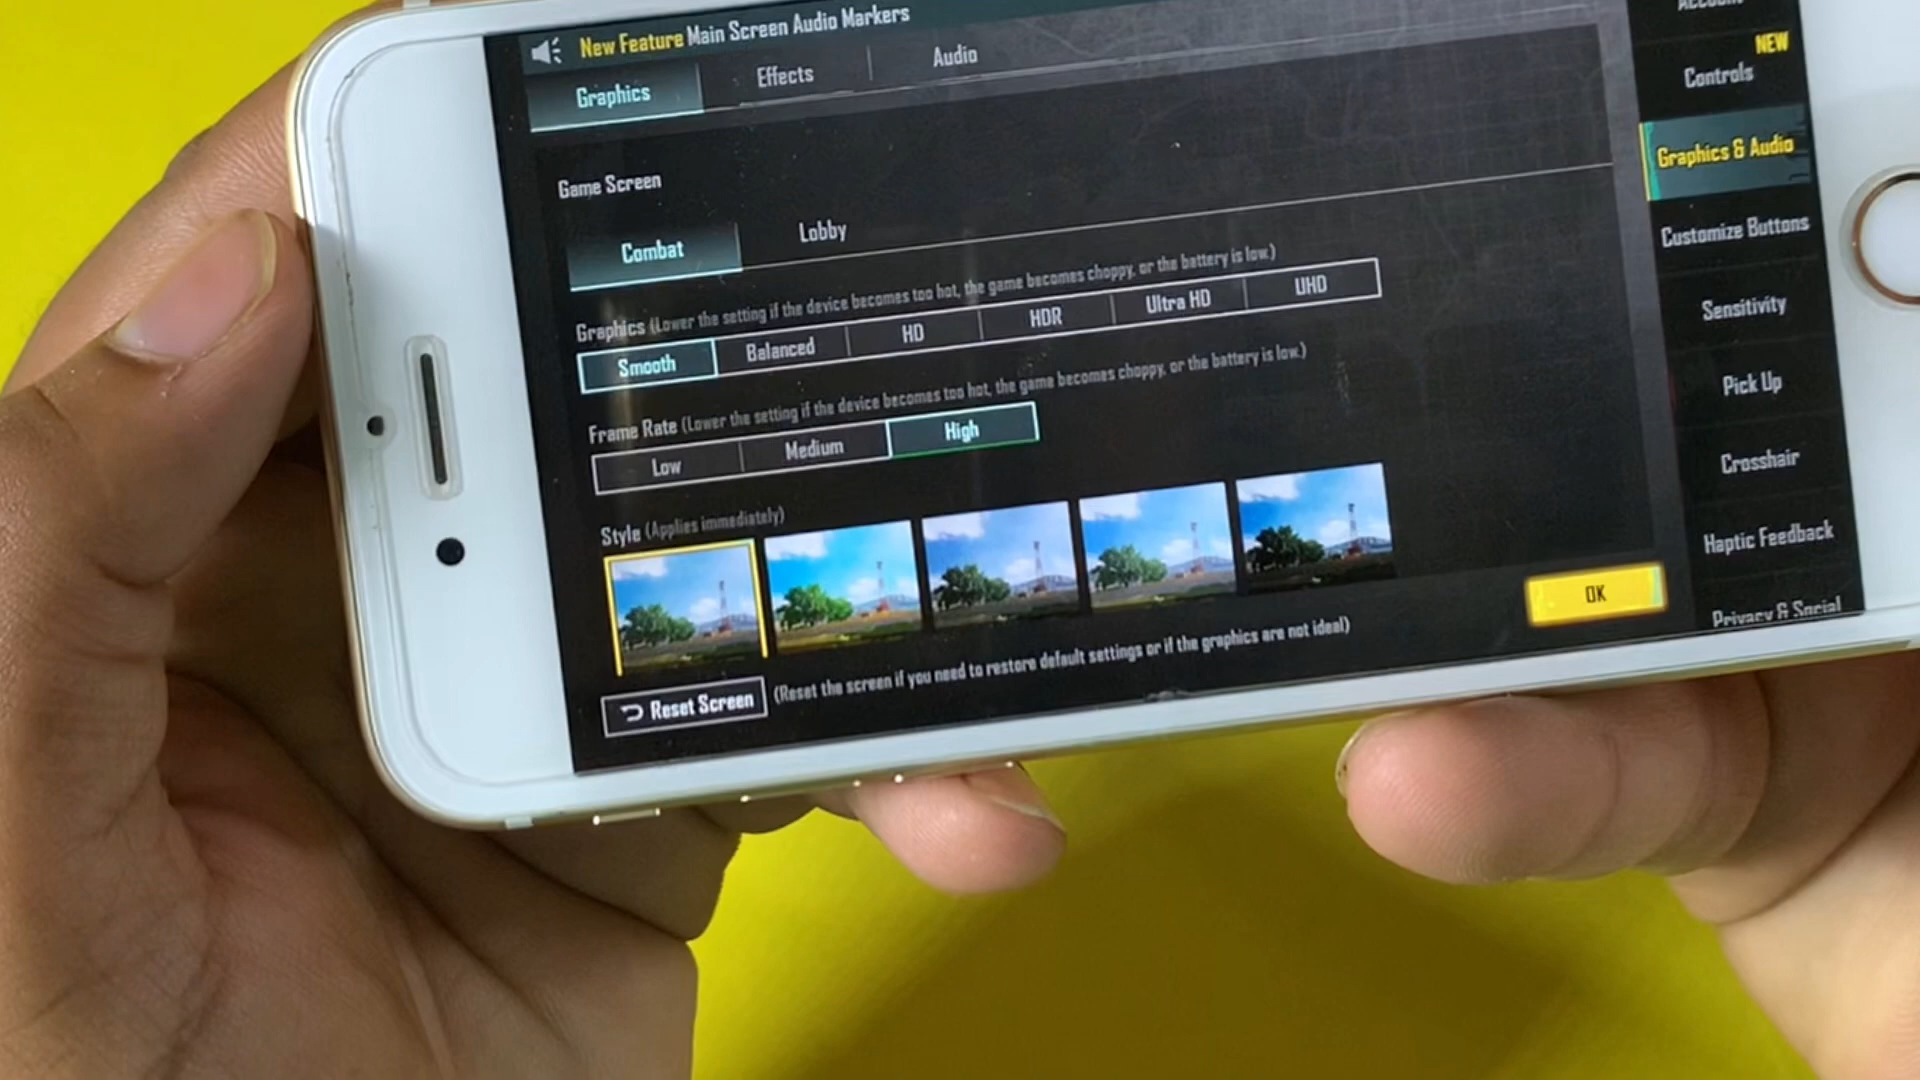 New Feature Main Screen Audio Markers
Graphics
Effects
Audio
Game Screen
Combat
Lobby
Graphics (Lower the setting if the device becomes too hot, the game becomes choppy, or the battery is low.)
Smooth
Balanced
HD
HDR
Ultra HD
UHD
Frame Rate (Lower the setting if the device becomes too hot, the game becomes choppy, or the battery is low.)
Low
Medium
High
Style (Applies immediately)
Reset Screen
(Reset the screen if you need to restore default settings or if the graphics are not ideal)
OK
Account
NEW
Controls
Graphics & Audio
Customize Buttons
Sensitivity
Pick Up
Crosshair
Haptic Feedback
Privacy & Social